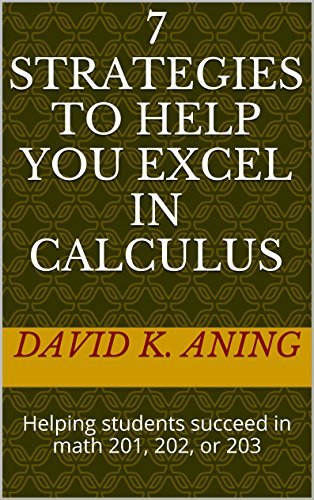 7
STRATEGIES
TO HELP
YOU EXCEL
IN
CALCULUS
DAVID K. ANING
Helping students succeed in
math 201, 202, or 203